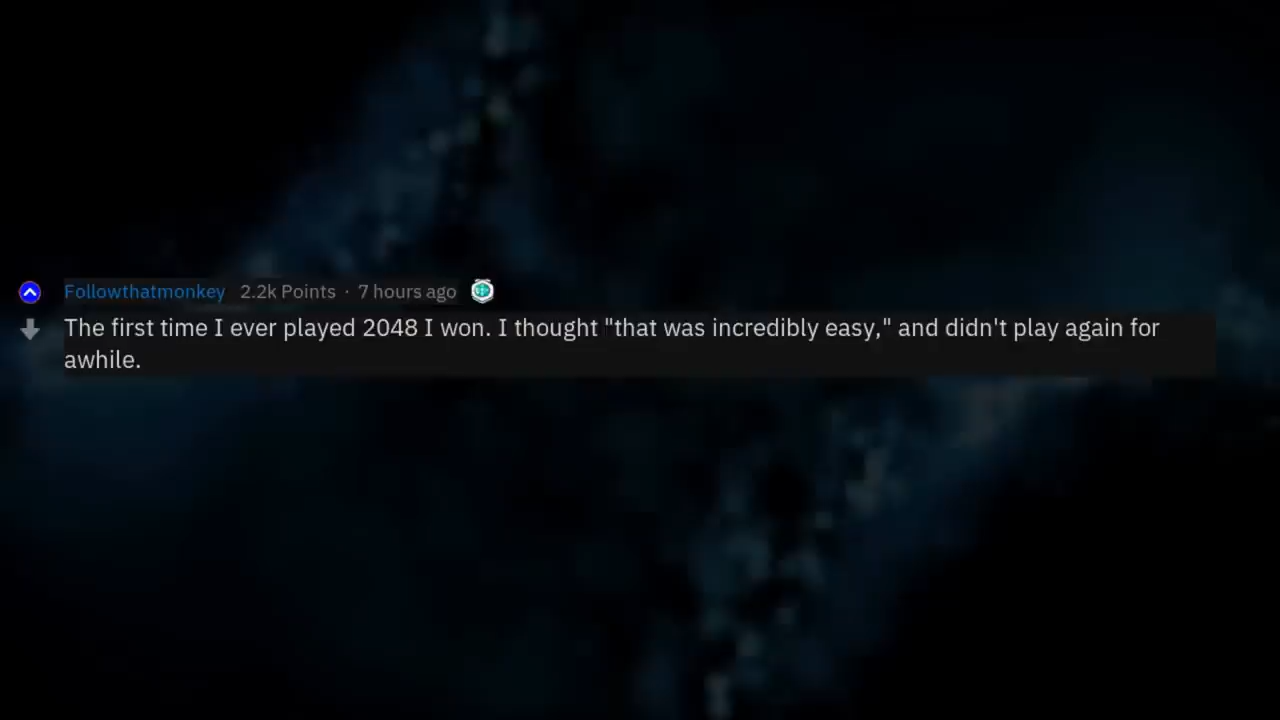 Followthatmonkey 2.2k Points · 7 hours ago
The first time I ever played 2048 I won. I thought "that was incredibly easy," and didn't play again for
awhile.